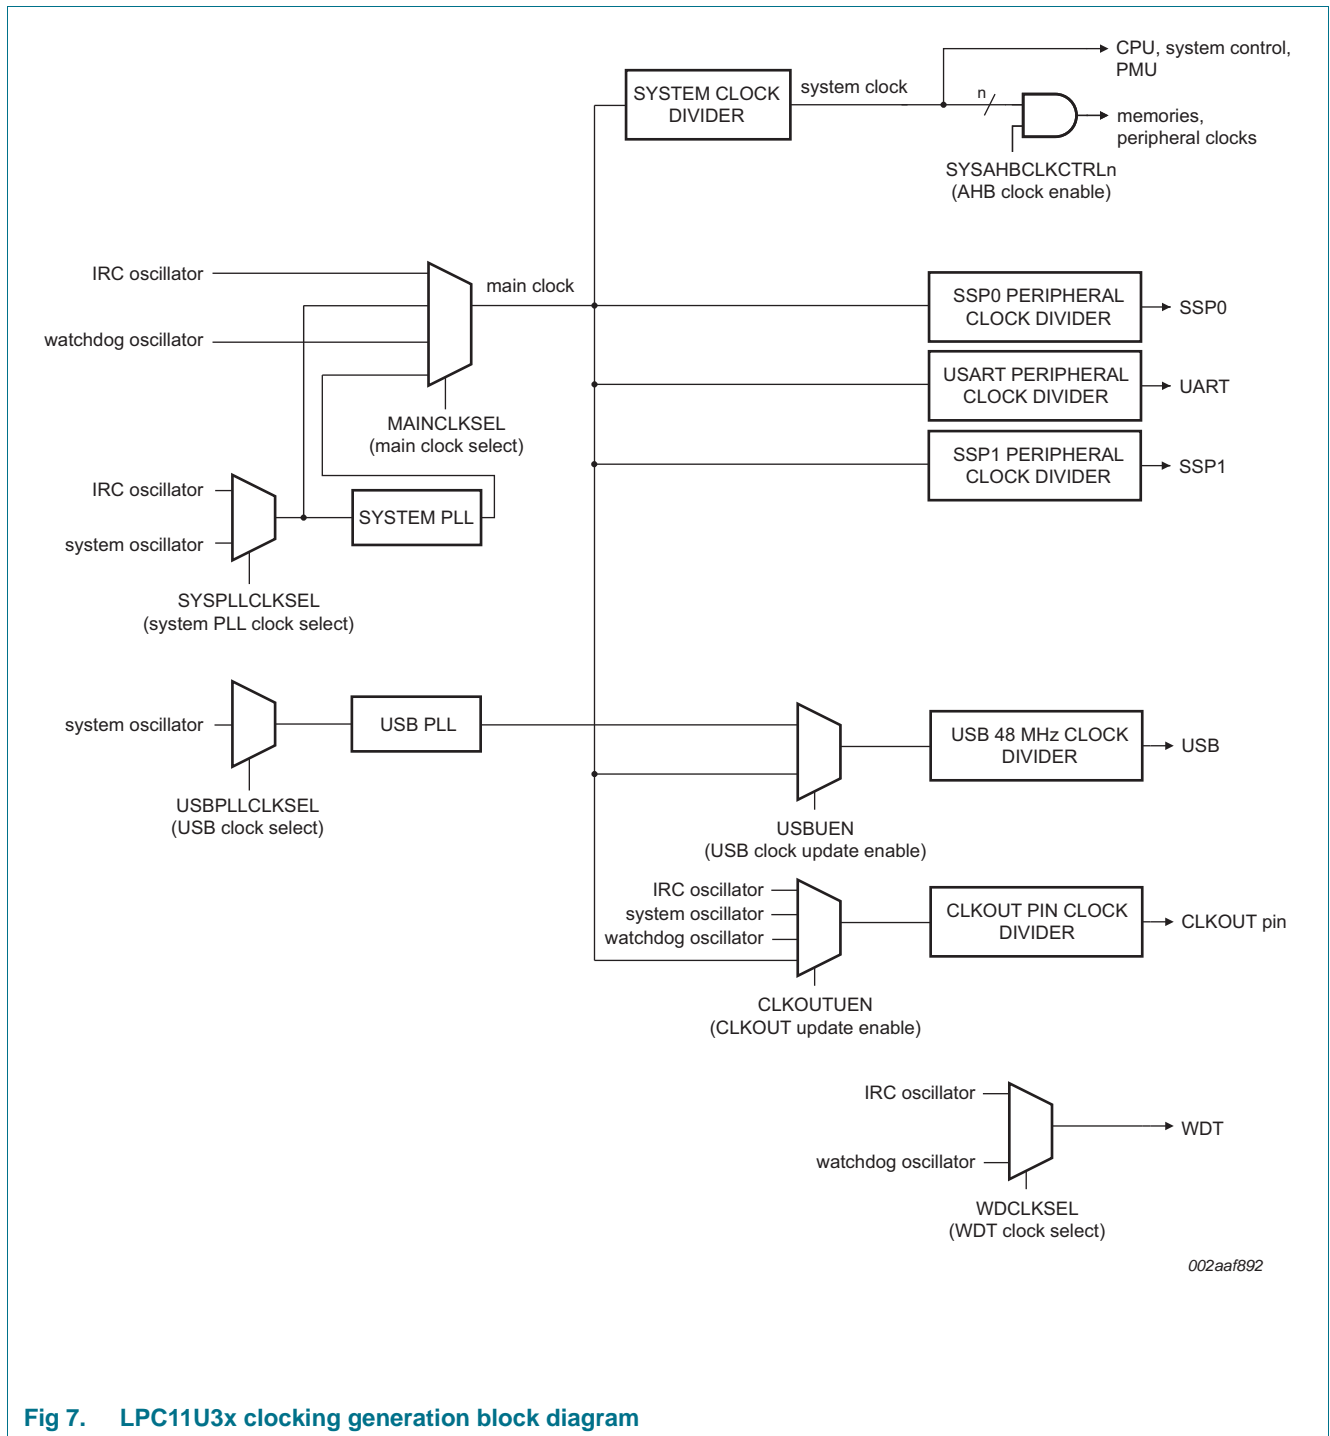 CPU, system control,
PMU
SYSTEM CLOCK
DIVIDER
system clock
n
memories,
peripheral clocks
SYSAHBCLKCTRLn
(AHB clock enable)
IRC oscillator
main clock
watchdog oscillator
SSP0 PERIPHERAL
CLOCK DIVIDER
SSP0
USART PERIPHERAL
CLOCK DIVIDER
UART
MAINCLKSEL
(main clock select)
SSP1 PERIPHERAL
CLOCK DIVIDER
SSP1
IRC oscillator
SYSTEM PLL
system oscillator
SYSPLLCLKSEL
(system PLL clock select)
system oscillator
USB PLL
USB 48 MHz CLOCK
DIVIDER
USB
USBPLLCLKSEL
(USB clock select)
USBUEN
(USB clock update enable)
IRC oscillator
system oscillator
watchdog oscillator
CLKOUT PIN CLOCK
DIVIDER
CLKOUT pin
CLKOUTUEN
(CLKOUT update enable)
IRC oscillator
WDT
watchdog oscillator
WDCLKSEL
(WDT clock select)
002aaf892
Fig 7. LPC11U3x clocking generation block diagram